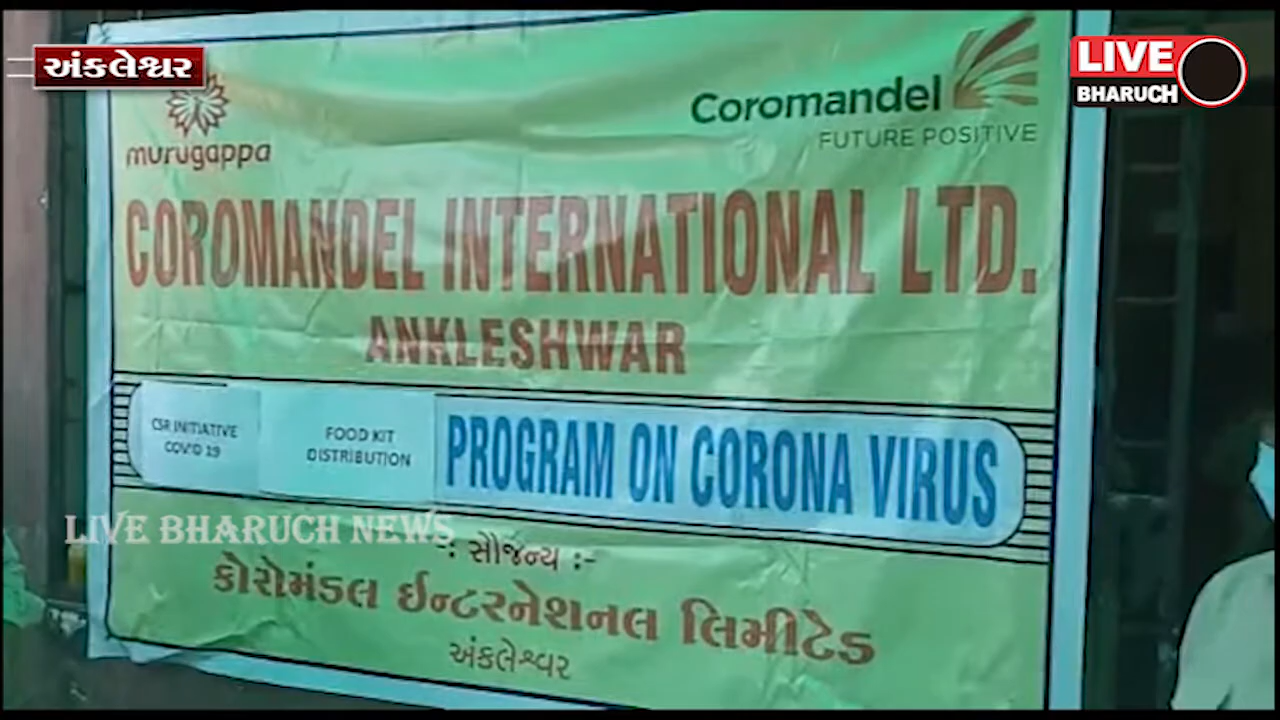 અંકલેશ્વર
LIVE
BHARUCH
murugappa
Coromandel
FUTURE POSITIVE
COROMANDEL INTERNATIONAL LTD.
ANKLESHWAR
CSR INITIATIVE
COVID 19
FOOD KIT
DISTRIBUTION
PROGRAM ON CORONA VIRUS
LIVE BHARUCH NEWS
-: સૌજન્ય :-
કોરોમંડલ ઈન્ટરનેશનલ લિમીટેડ
અંકલેશ્વર